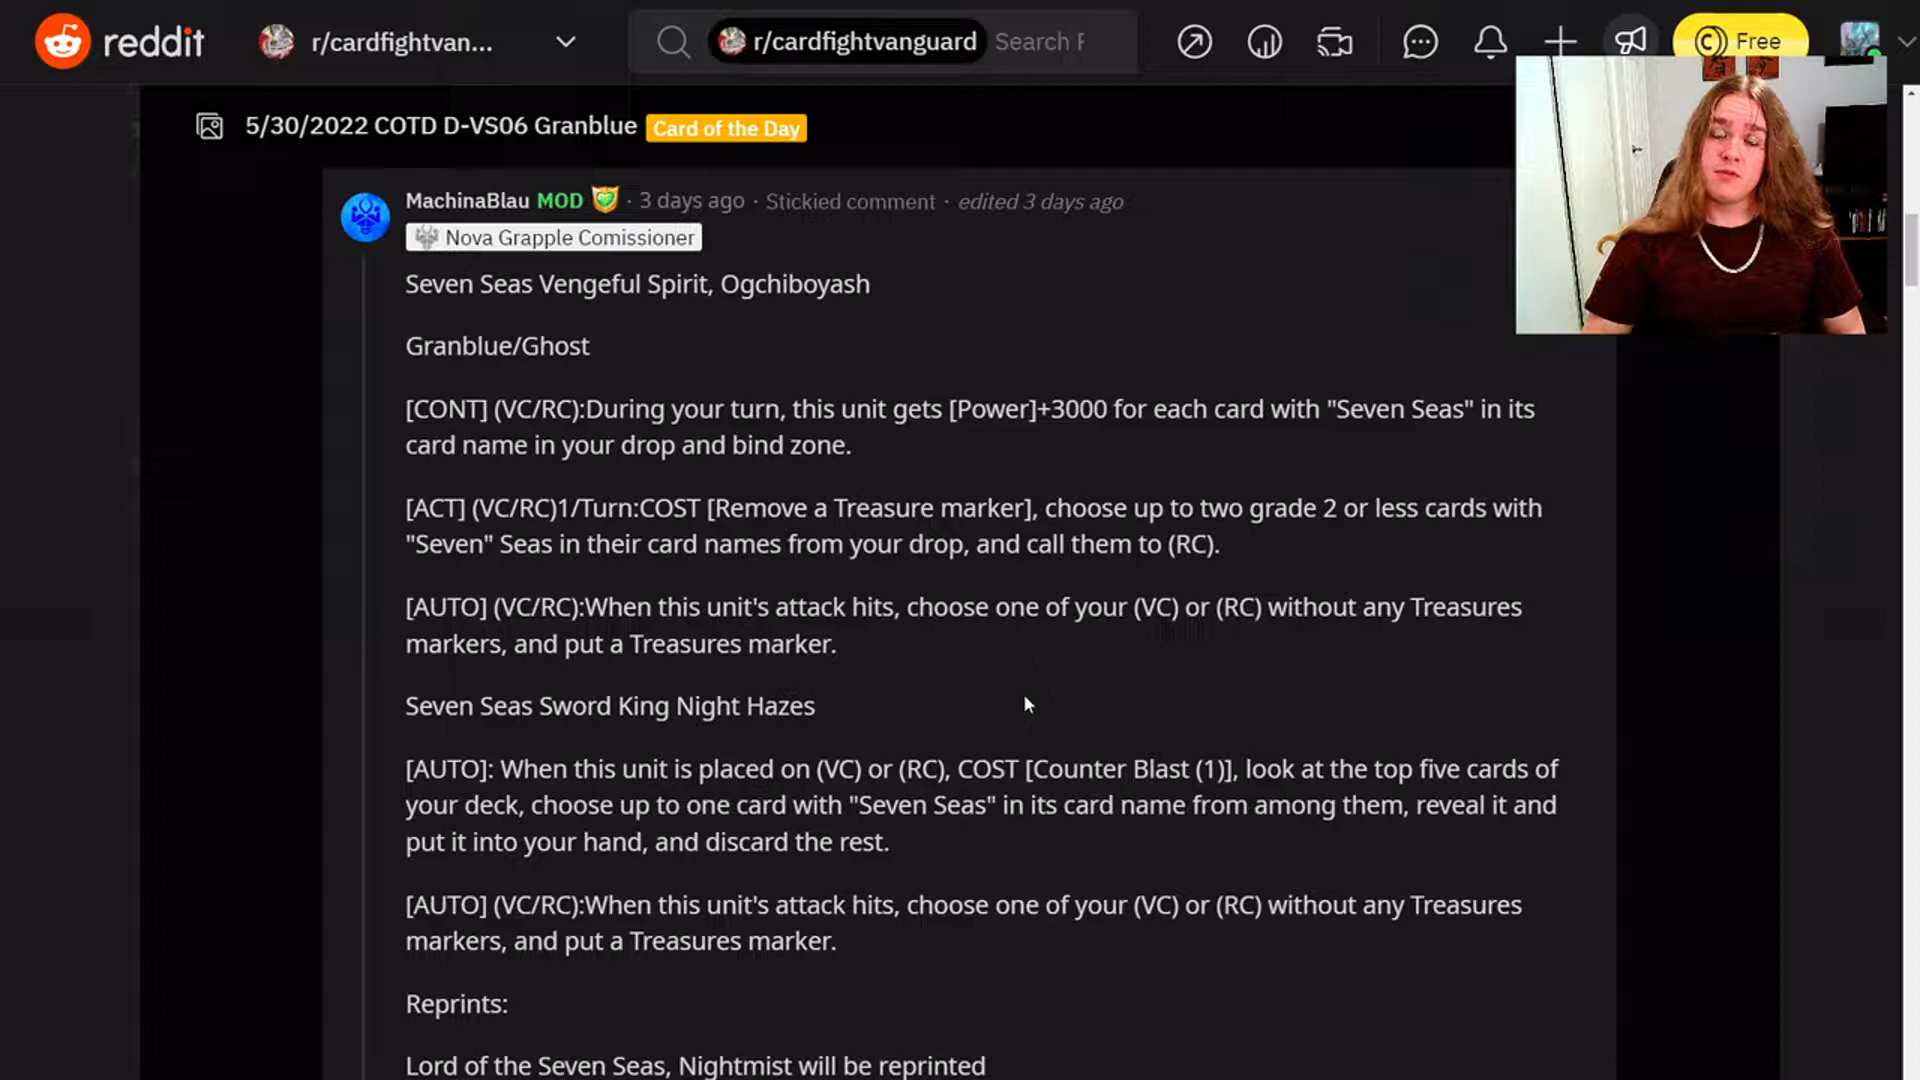 reddit
r/cardfightvan...
r/cardfightvanguard
Search F
Free
5/30/2022 COTD D-VS06 Granblue
Card of the Day
MachinaBlau MOD · 3 days ago · Stickied comment · edited 3 days ago
Nova Grapple Comissioner
Seven Seas Vengeful Spirit, Ogchiboyash
Granblue/Ghost
[CONT] (VC/RC):During your turn, this unit gets [Power]+3000 for each card with "Seven Seas" in its
card name in your drop and bind zone.
[ACT] (VC/RC)1/Turn:COST [Remove a Treasure marker], choose up to two grade 2 or less cards with
"Seven" Seas in their card names from your drop, and call them to (RC).
[AUTO] (VC/RC):When this unit's attack hits, choose one of your (VC) or (RC) without any Treasures
markers, and put a Treasures marker.
Seven Seas Sword King Night Hazes
[AUTO]: When this unit is placed on (VC) or (RC), COST [Counter Blast (1)], look at the top five cards of
your deck, choose up to one card with "Seven Seas" in its card name from among them, reveal it and
put it into your hand, and discard the rest.
[AUTO] (VC/RC):When this unit's attack hits, choose one of your (VC) or (RC) without any Treasures
markers, and put a Treasures marker.
Reprints:
Lord of the Seven Seas, Nightmist will be reprinted